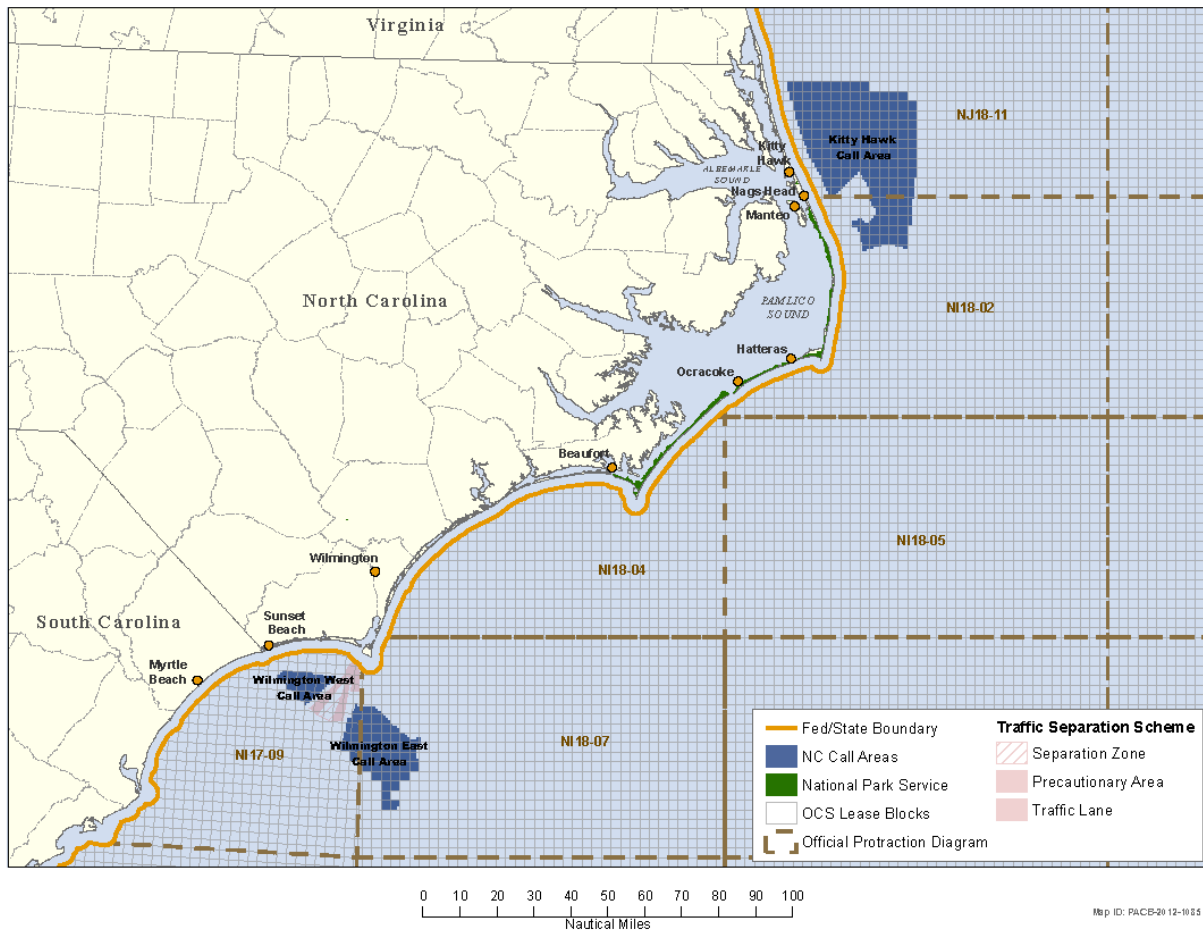 Virginia
NJ18-11
Kitty Hawk
Call Area
Kitty
Hawk
ALBEMARLE
SOUND
Nags Head
Manteo
North Carolina
PAMLICO
SOUND
NI18-02
Hatteras
Ocracoke
Beaufort
NI18-05
Wilmington
NI18-04
South Carolina
Sunset
Beach
Myrtle
Beach
Wilmington West
Call Area
Wilmington East
Call Area
NI17-09
NI18-07
Fed/State Boundary
NC Call Areas
National Park Service
OCS Lease Blocks
Official Protraction Diagram
Traffic Separation Scheme
Separation Zone
Precautionary Area
Traffic Lane
0 10 20 30 40 50 60 70 80 90 100
Nautical Miles
Map ID: PACB-2012-1085